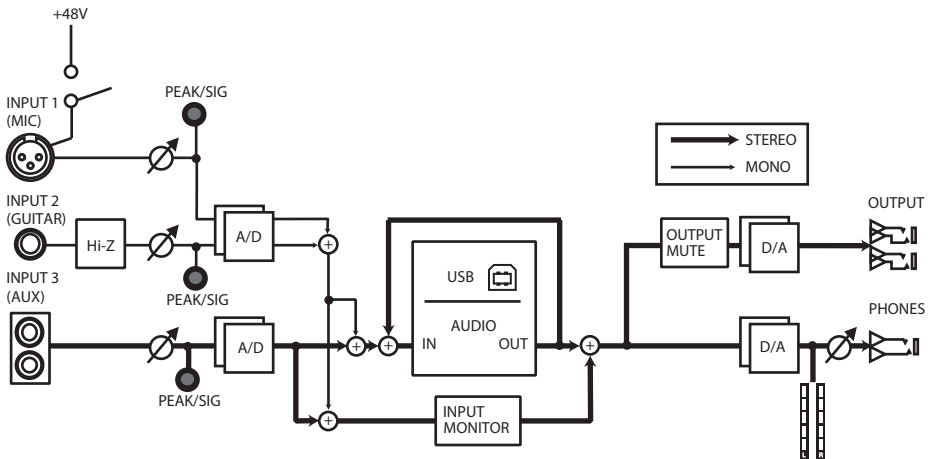 +48V
INPUT 1
(MIC)
PEAK/SIG
INPUT 2
(GUITAR)
Hi-Z
A/D
PEAK/SIG
INPUT 3
(AUX)
A/D
PEAK/SIG
USB
AUDIO
IN
OUT
INPUT
MONITOR
STEREO
MONO
OUTPUT
MUTE
D/A
OUTPUT
D/A
PHONES